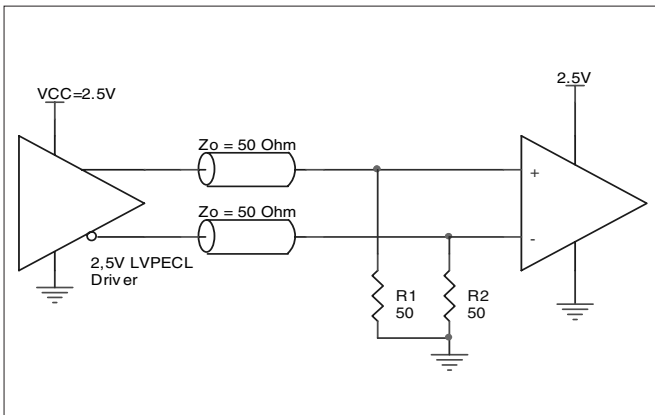 2.5V
VCC=2.5V
Zo = 50 Ohm
+
Zo = 50 Ohm
-
2,5V LVPECL
Driver
R1
50
R2
50